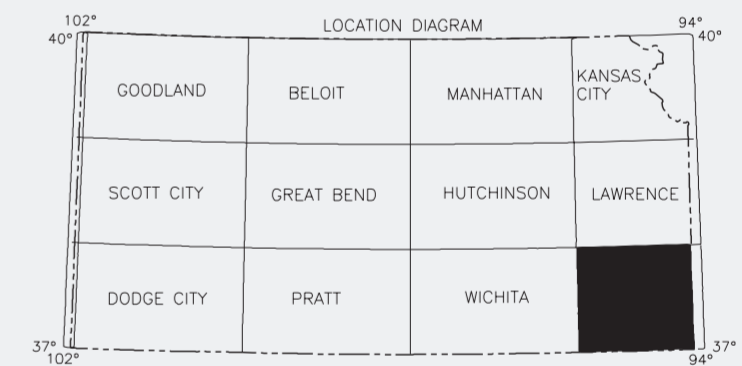 LOCATION DIAGRAM
102° 94°
40° 40°
GOODLAND BELOIT MANHATTAN KANSAS CITY
SCOTT CITY GREAT BEND HUTCHINSON LAWRENCE
DODGE CITY PRATT WICHITA
37° 37°
102° 94°